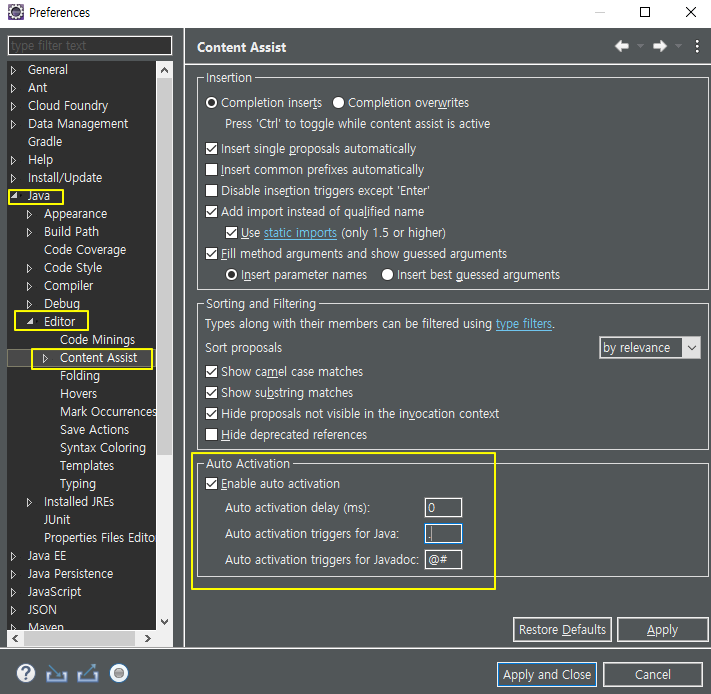 Preferences
type filter text
General
Ant
Cloud Foundry
Data Management
Gradle
Help
Install/Update
Java
Appearance
Build Path
Code Coverage
Code Style
Compiler
Debug
Editor
Code Minings
Content Assist
Folding
Hovers
Mark Occurrences
Save Actions
Syntax Coloring
Templates
Typing
Installed JREs
JUnit
Properties Files Edito
Java EE
Java Persistence
JavaScript
JSON
Maven
Content Assist
Insertion
Completion inserts Completion overwrites
Press 'Ctrl' to toggle while content assist is active
Insert single proposals automatically
Insert common prefixes automatically
Disable insertion triggers except 'Enter'
Add import instead of qualified name
Use static imports (only 1.5 or higher)
Fill method arguments and show guessed arguments
Insert parameter names Insert best guessed arguments
Sorting and Filtering
Types along with their members can be filtered using type filters.
Sort proposals by relevance
Show camel case matches
Show substring matches
Hide proposals not visible in the invocation context
Hide deprecated references
Auto Activation
Enable auto activation
Auto activation delay (ms): 0
Auto activation triggers for Java: .
Auto activation triggers for Javadoc: @#
Restore Defaults Apply
Apply and Close Cancel